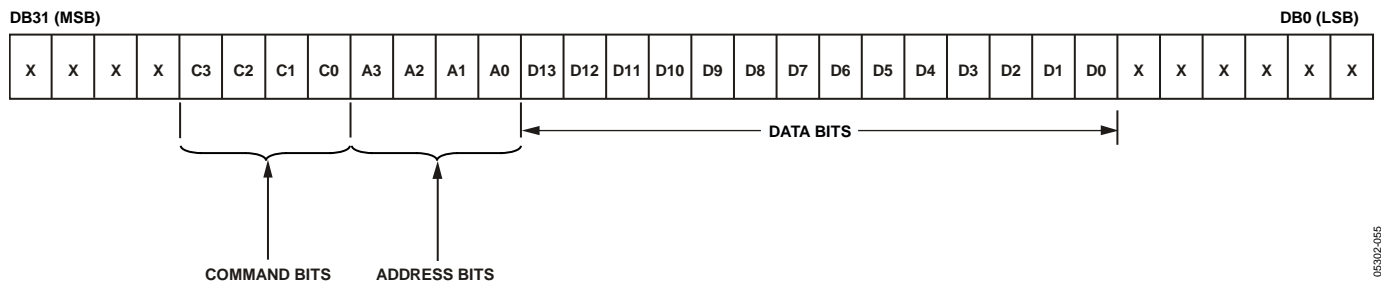 DB31 (MSB) DB0 (LSB)
X X X X C3 C2 C1 C0 A3 A2 A1 A0 D13 D12 D11 D10 D9 D8 D7 D6 D5 D4 D3 D2 D1 D0 X X X X X X
DATA BITS
COMMAND BITS ADDRESS BITS
05302-055